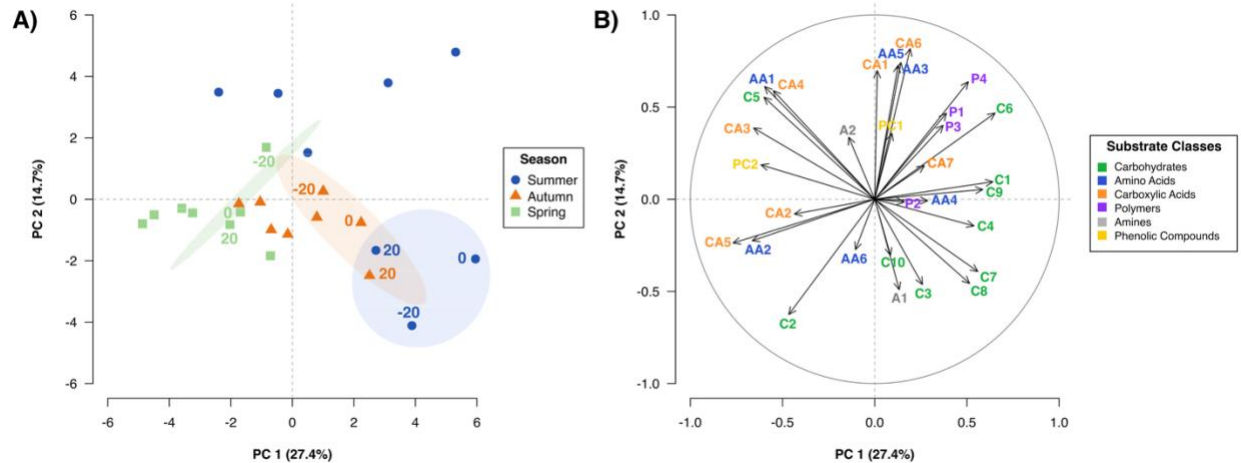 A)
6
4
2
0
-2
-4
-6
PC 2 (14.7%)
-6 -4 -2 0 2 4 6
PC 1 (27.4%)
-20
0
20
-20
0
20
20
0
-20
Season
Summer
Autumn
Spring
B)
1.0
0.5
0.0
-0.5
-1.0
PC 2 (14.7%)
-1.0 -0.5 0.0 0.5 1.0
PC 1 (27.4%)
CA6
AA5
CA1 AA3
AA1 CA4 P4
C5 C6
P1
CA3 A2 PC1 P3
PC2 CA7
C1
C9
P2 AA4
CA2
C4
CA5
AA2
AA6 C10
C7
C3 C8
A1
C2
Substrate Classes
Carbohydrates
Amino Acids
Carboxylic Acids
Polymers
Amines
Phenolic Compounds